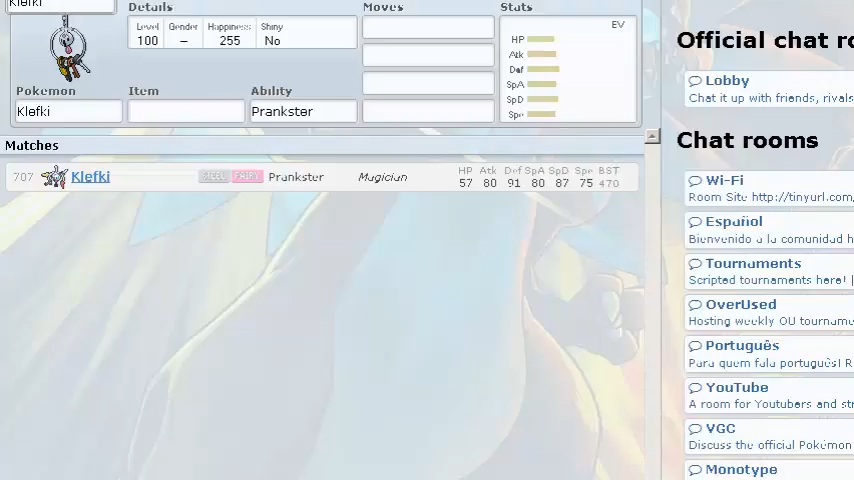 Klefki
Details
Level Gender Happiness Shiny
100 – 255 No
Moves
Stats
EV
HP
Atk
Def
SpA
SpD
Spe
Pokemon Item Ability
Klefki Prankster
Matches
HP Atk Def SpA SpD Spe BST
707 Klefki STEEL FAIRY Prankster Magician 57 80 91 80 87 75 470
Official chat ro
Lobby
Chat it up with friends, rivals
Chat rooms
Wi-Fi
Room Site http://tinyurl.com/
Español
Bienvenido a la comunidad h
Tournaments
Scripted tournaments here! |
OverUsed
Hosting weekly OU tourname
Português
Para quem fala português! R
YouTube
A room for Youtubers and str
VGC
Discuss the official Pokémon
Monotype